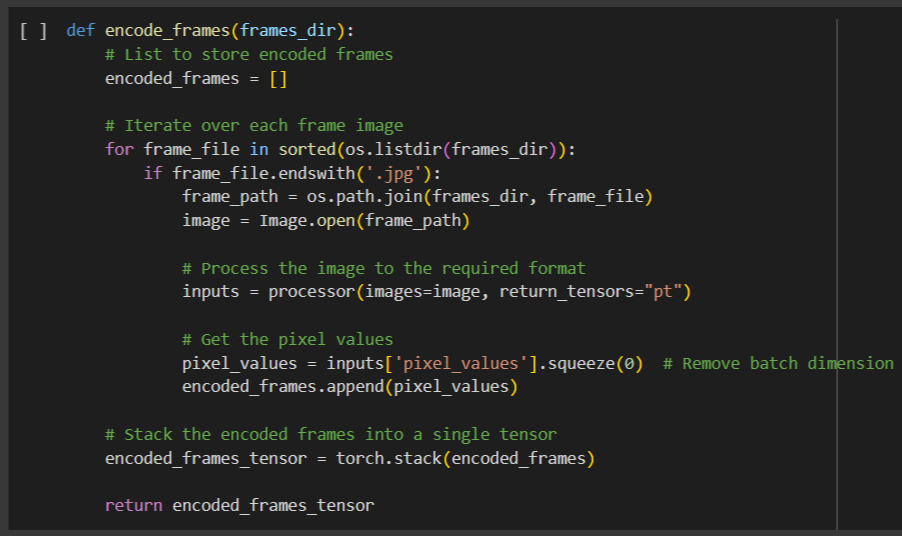 [ ] def encode_frames(frames_dir):
# List to store encoded frames
encoded_frames = []
# Iterate over each frame image
for frame_file in sorted(os.listdir(frames_dir)):
if frame_file.endswith('.jpg'):
frame_path = os.path.join(frames_dir, frame_file)
image = Image.open(frame_path)
# Process the image to the required format
inputs = processor(images=image, return_tensors="pt")
# Get the pixel values
pixel_values = inputs['pixel_values'].squeeze(0)  # Remove batch dimension
encoded_frames.append(pixel_values)
# Stack the encoded frames into a single tensor
encoded_frames_tensor = torch.stack(encoded_frames)
return encoded_frames_tensor